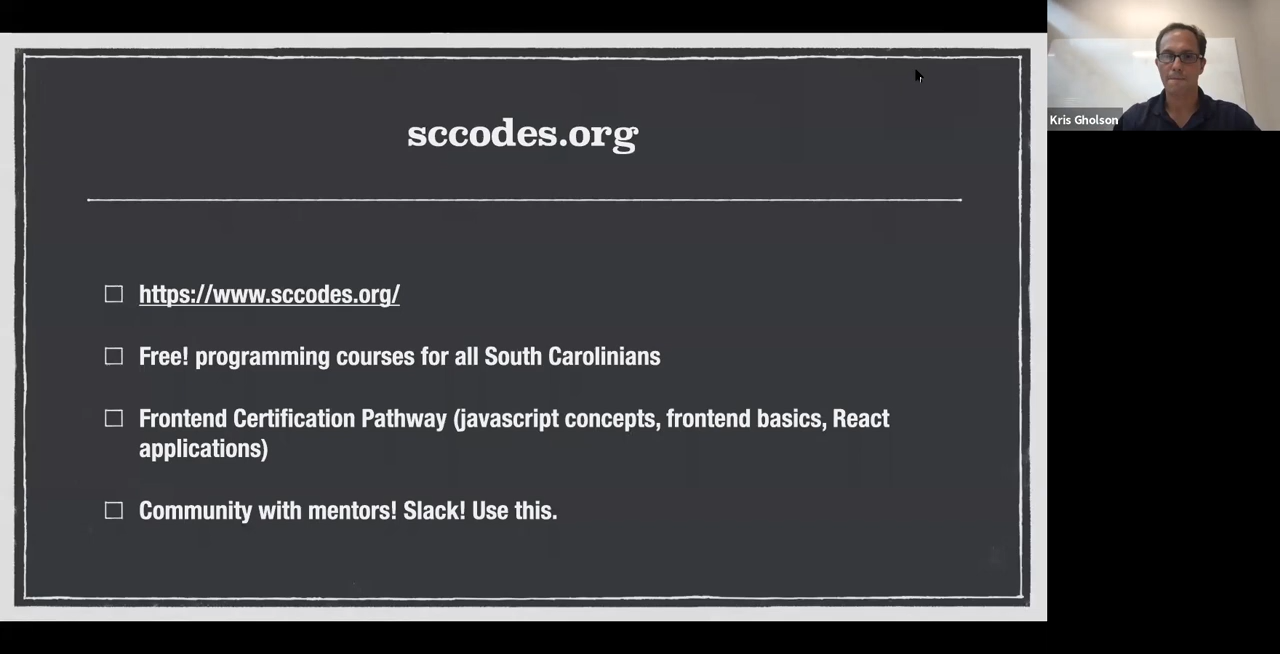 sccodes.org
https://www.sccodes.org/
Free! programming courses for all South Carolinians
Frontend Certification Pathway (javascript concepts, frontend basics, React
applications)
Community with mentors! Slack! Use this.
Kris Gholson